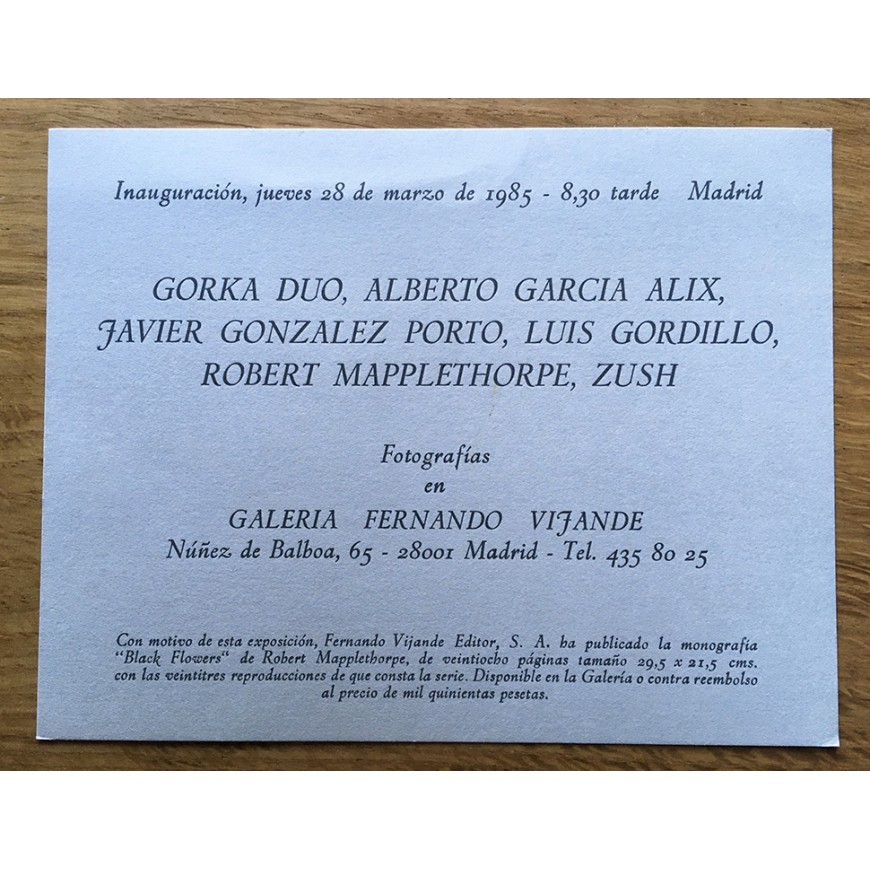 Inauguración, jueves 28 de marzo de 1985 - 8,30 tarde Madrid
GORKA DUO, ALBERTO GARCIA ALIX,
JAVIER GONZALEZ PORTO, LUIS GORDILLO,
ROBERT MAPPLETHORPE, ZUSH
Fotografías
en
GALERIA FERNANDO VIJANDE
Núñez de Balboa, 65 - 28001 Madrid - Tel. 435 80 25
Con motivo de esta exposición, Fernando Vijande Editor, S. A. ha publicado la monografía
"Black Flowers" de Robert Mapplethorpe, de veintiocho páginas tamaño 29,5 x 21,5 cms.
con las veintitres reproducciones de que consta la serie. Disponible en la Galería o contra reembolso
al precio de mil quinientas pesetas.